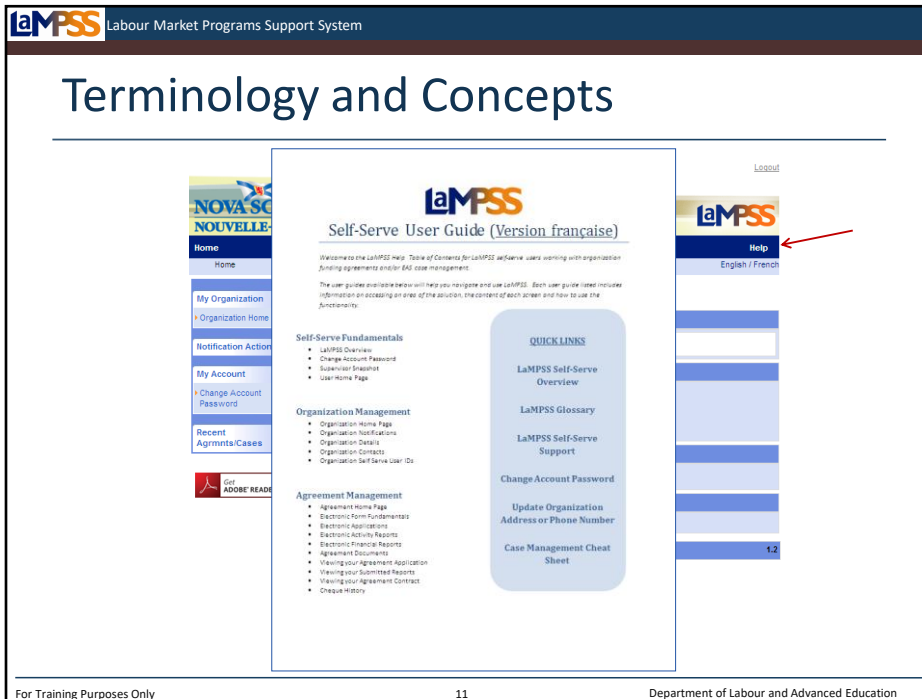 LaMPSS Labour Market Programs Support System
Terminology and Concepts
Logout
NOVA SC
NOUVELLE-
LaMPSS
Home
Help
Home
English / French
My Organization
Organization Home
Notification Action
My Account
Change Account
Password
Recent
Agrmnts/Cases
Get
ADOBE® READE
1.2
LaMPSS
Self-Serve User Guide (Version française)
Welcome to the LaMPSS Help Table of Contents for LaMPSS self-serve users working with organization
funding agreements and/or EAS case management.
The user guides available below will help you navigate and use LaMPSS. Each user guide listed includes
information on accessing an area of the solution, the content of each screen and how to use the
functionality.
Self-Serve Fundamentals
• LaMPSS Overview
• Change Account Password
• Supervisor Snapshot
• User Home Page
Organization Management
• Organization Home Page
• Organization Notifications
• Organization Details
• Organization Contacts
• Organization Self Serve User IDs
Agreement Management
• Agreement Home Page
• Electronic Form Fundamentals
• Electronic Applications
• Electronic Activity Reports
• Electronic Financial Reports
• Agreement Documents
• Viewing your Agreement Application
• Viewing your Submitted Reports
• Viewing your Agreement Contract
• Cheque History
QUICK LINKS
LaMPSS Self-Serve
Overview
LaMPSS Glossary
LaMPSS Self-Serve
Support
Change Account Password
Update Organization
Address or Phone Number
Case Management Cheat
Sheet
For Training Purposes Only
11
Department of Labour and Advanced Education